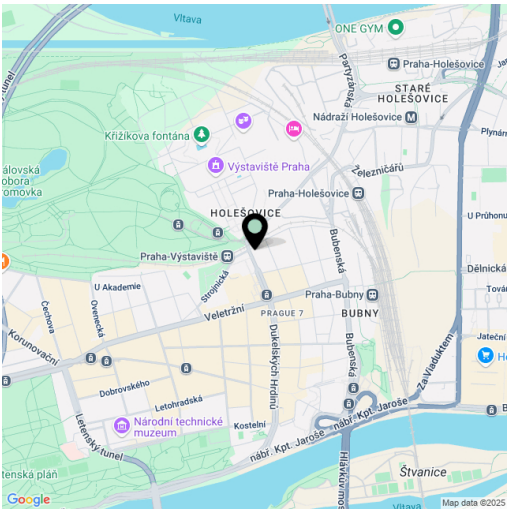 Vltava
ONE GYM
Praha-Holešovice
STARÉ
HOLEŠOVICE
Partyzánská
Nádraží Holešovice
Křižíkova fontána
Výstaviště Praha
Železničářů
Praha-Holešovice
HOLEŠOVICE
U Průhonu
Praha-Výstaviště
Strojnická
Bubenská
Dělnická
U Akademie
Ovenecká
Čechova
Veletržní
PRAGUE 7
Praha-Bubny
BUBNY
Korunovační
Dukelských Hrdinů
Bubenská
Za Viaduktem
Jateční
Dobrovského
Letohradská
Národní technické
muzeum
Kostelní
Letenský tunel
nábř. Kpt. Jaroše
nábř. Kpt. Jaroše
Štvanice
Vltava
Google
Map data ©2025